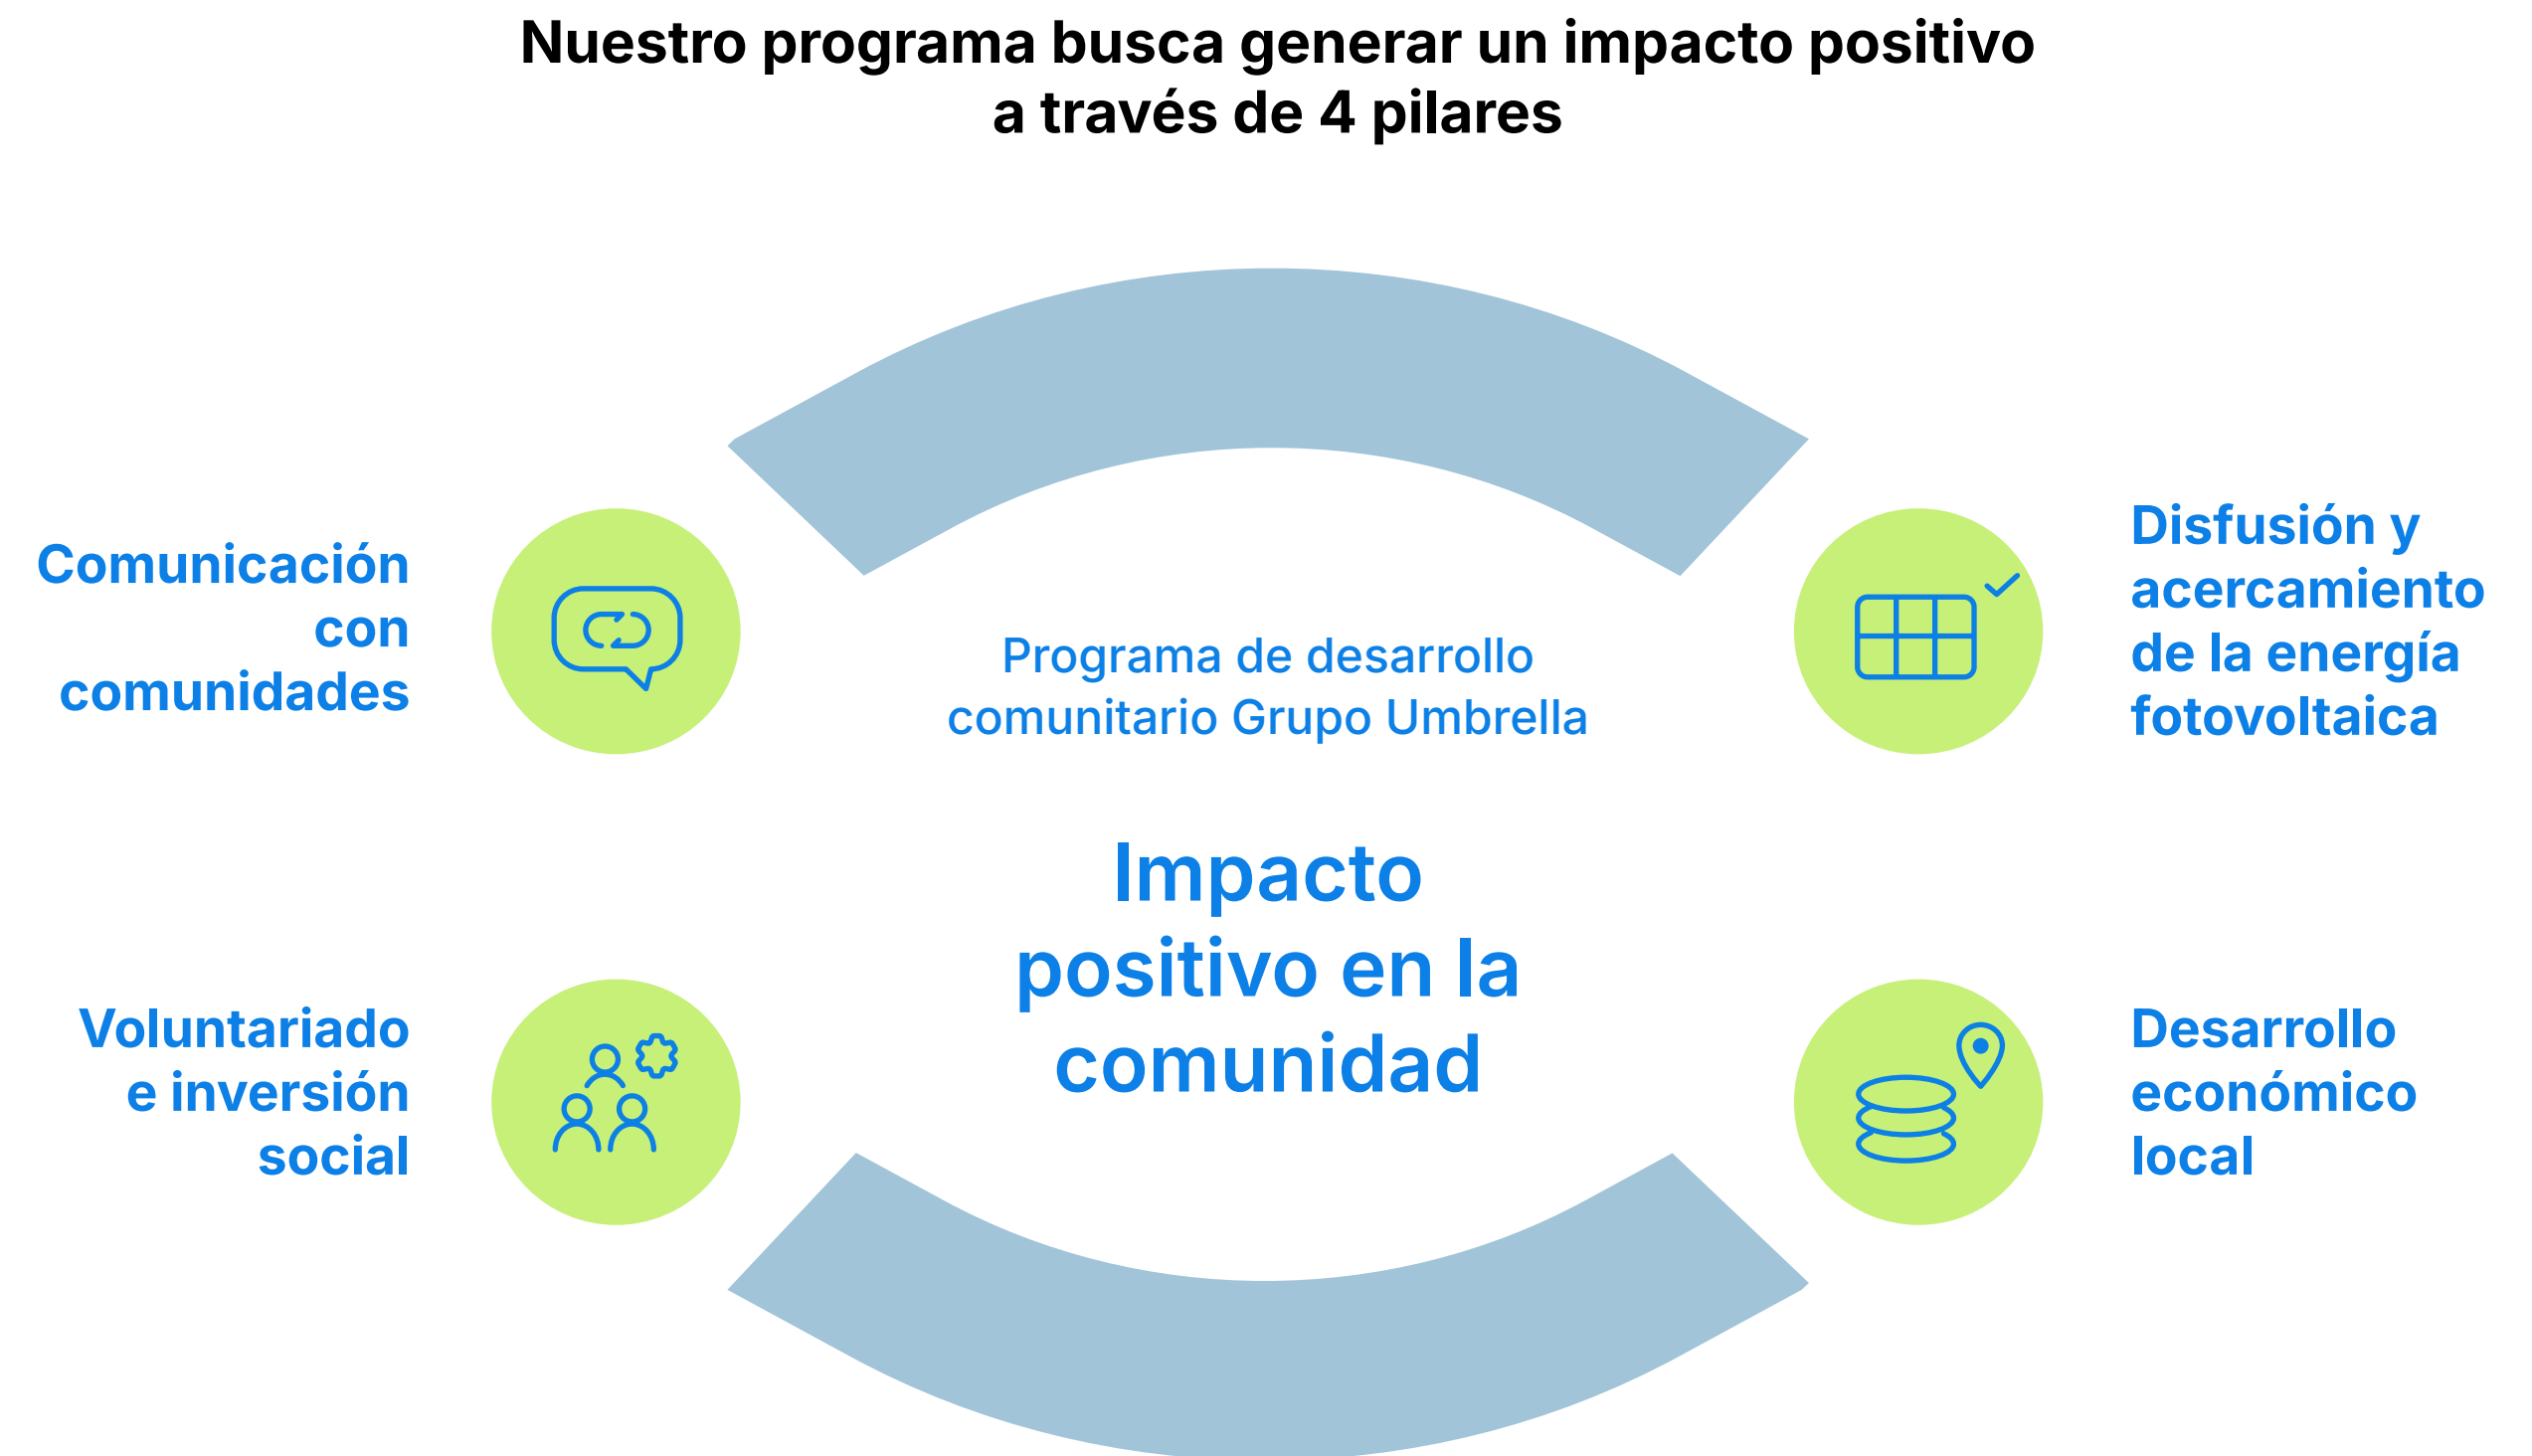 Nuestro programa busca generar un impacto positivo
a través de 4 pilares
Comunicación
con
comunidades
Disfusión y
acercamiento
de la energía
fotovoltaica
Programa de desarrollo
comunitario Grupo Umbrella
Impacto
positivo en la
comunidad
Voluntariado
e inversión
social
Desarrollo
económico
local